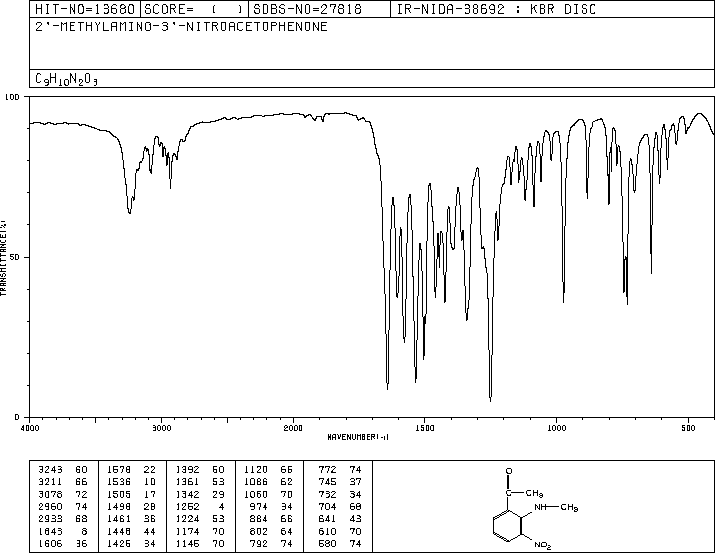 HIT-NO=13680 SCORE= ( ) SDBS-NO=27818 IR-NIDA-38692 : KBR DISC
2'-METHYLAMINO-3'-NITROACETOPHENONE
C9H10N2O3
100
50
0
TRANSMITTANCE(%)
4000 3000 2000 1500 1000 500
WAVENUMBER(-1)
3243 60 1578 22 1392 50 1120 66 772 74
3211 66 1536 10 1361 53 1086 62 745 37
3078 72 1505 17 1342 29 1060 70 732 34
2960 74 1498 28 1252 4 974 34 704 68
2933 68 1461 36 1224 53 884 66 641 43
1643 8 1448 44 1174 70 802 64 610 70
1606 36 1426 34 1145 70 792 74 580 74
O
C—CH3
NH—CH3
NO2